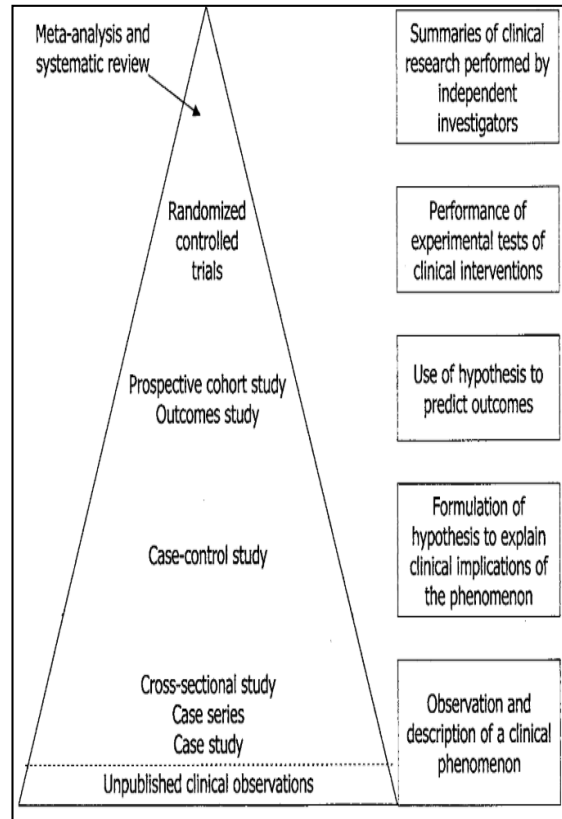 Meta-analysis and
systematic review
Summaries of clinical
research performed by
independent
investigators
Randomized
controlled
trials
Performance of
experimental tests of
clinical interventions
Prospective cohort study
Outcomes study
Use of hypothesis to
predict outcomes
Case-control study
Formulation of
hypothesis to explain
clinical implications of
the phenomenon
Cross-sectional study
Case series
Case study
Observation and
description of a clinical
phenomenon
Unpublished clinical observations